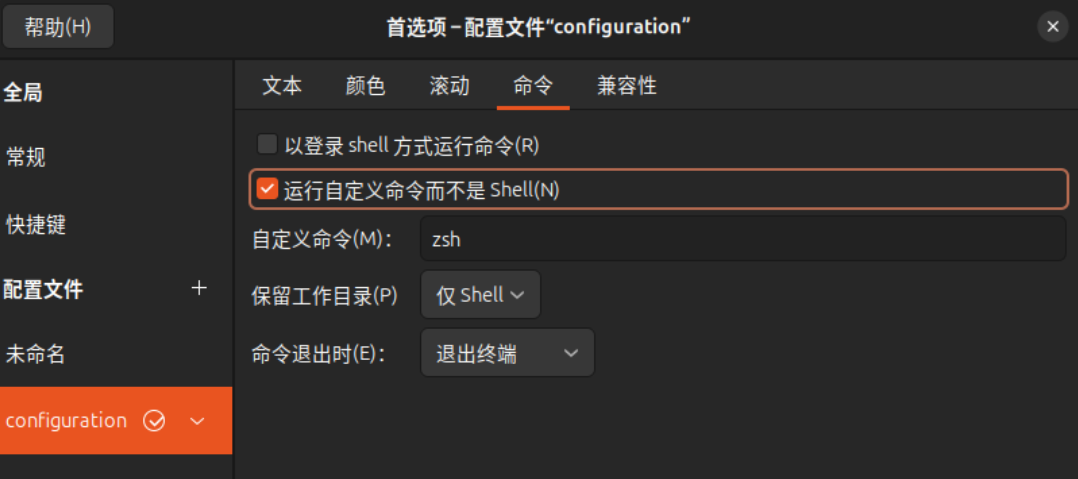 帮助(H)
首选项 – 配置文件“configuration”
全局
常规
快捷键
配置文件
未命名
configuration
文本 颜色 滚动 命令 兼容性
以登录 shell 方式运行命令(R)
运行自定义命令而不是 Shell(N)
自定义命令(M)： zsh
保留工作目录(P) 仅 Shell
命令退出时(E)： 退出终端